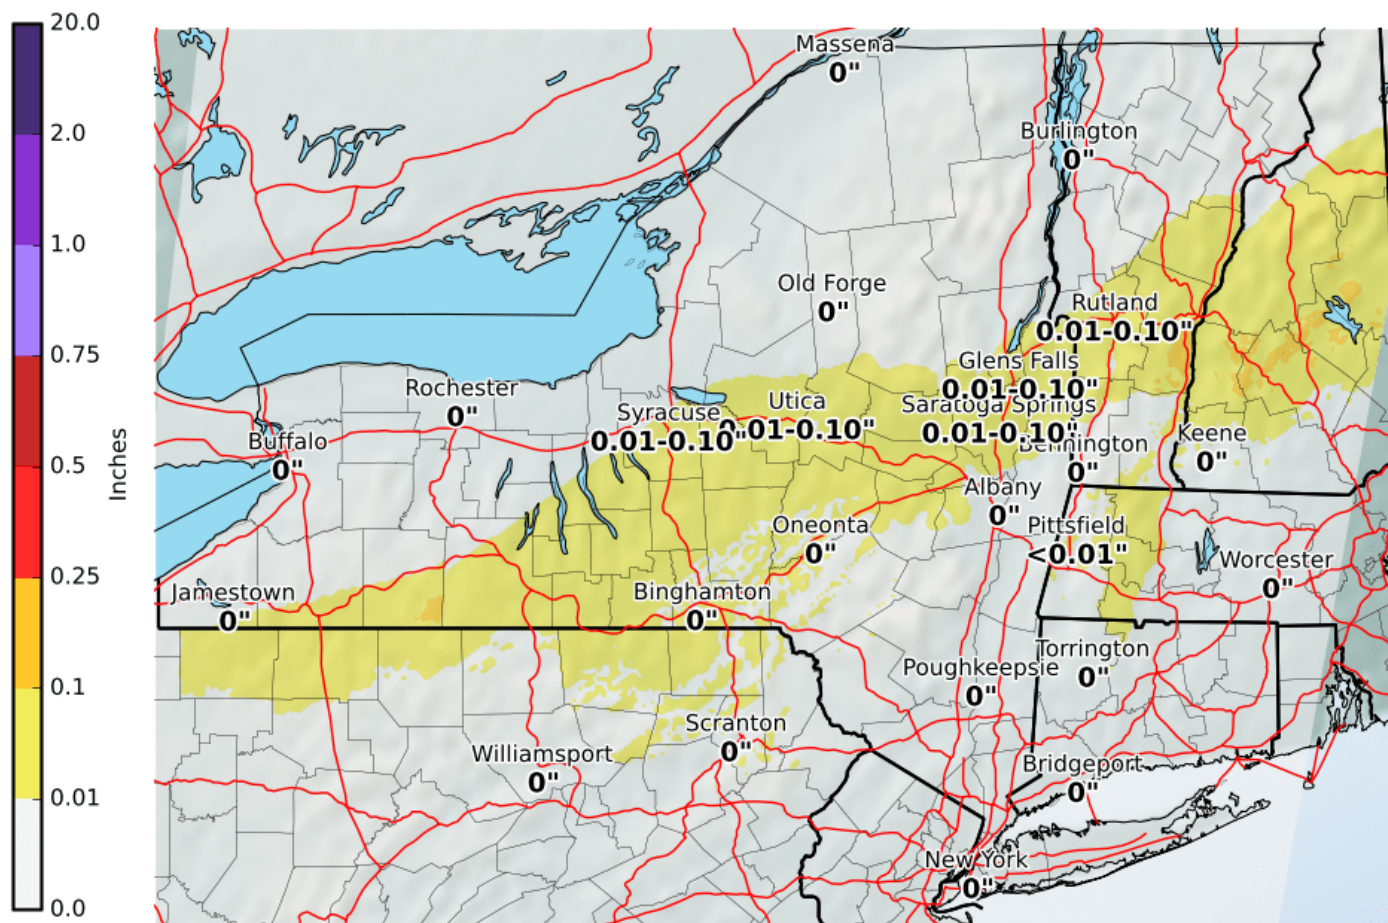 20.0
2.0
1.0
0.75
0.5
0.25
0.1
0.01
0.0
Inches
Massena
0"
Burlington
0"
Old Forge
0"
Rutland
0.01-0.10"
Glens Falls
0.01-0.10"
Rochester
0"
Syracuse
0.01-0.10"
Utica
0.01-0.10"
Saratoga Springs
0.01-0.10"
Buffalo
0"
Bennington
0"
Keene
0"
Albany
0"
Oneonta
0"
Pittsfield
<0.01"
Worcester
0"
Jamestown
0"
Binghamton
0"
Poughkeepsie
0"
Torrington
0"
Scranton
0"
Williamsport
0"
Bridgeport
0"
New York
0"